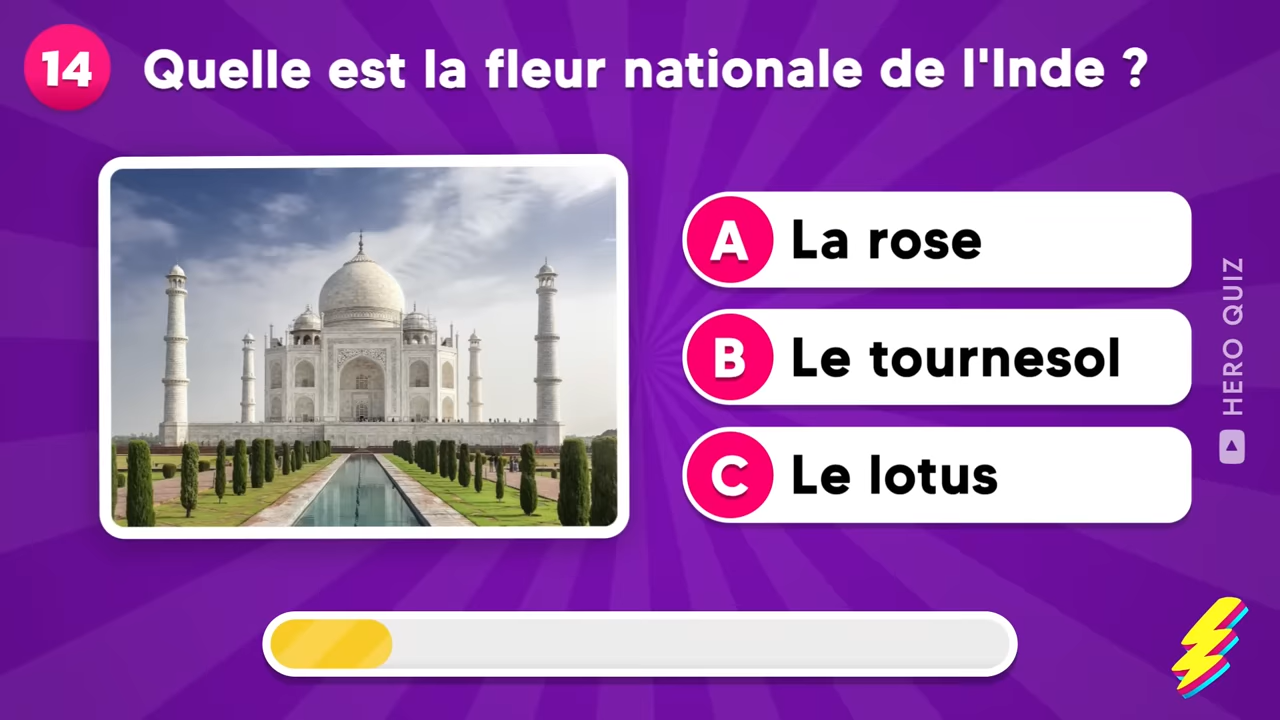 14 Quelle est la fleur nationale de l'Inde ?
A La rose
B Le tournesol
C Le lotus
HERO QUIZ